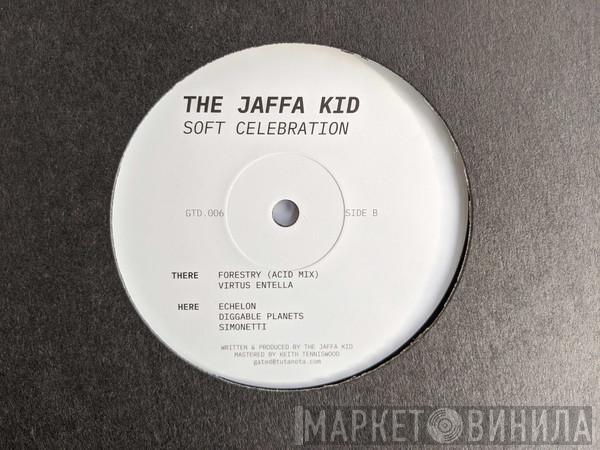 THE JAFFA KID
SOFT CELEBRATION
GTD.006 SIDE B
THERE FORESTRY (ACID MIX)
VIRTUS ENTELLA
HERE ECHELON
DIGGABLE PLANETS
SIMONETTI
WRITTEN & PRODUCED BY THE JAFFA KID
MASTERED BY KEITH TENNISWOOD
gated@tutanota.com
МАРКЕТ ВИНИЛА